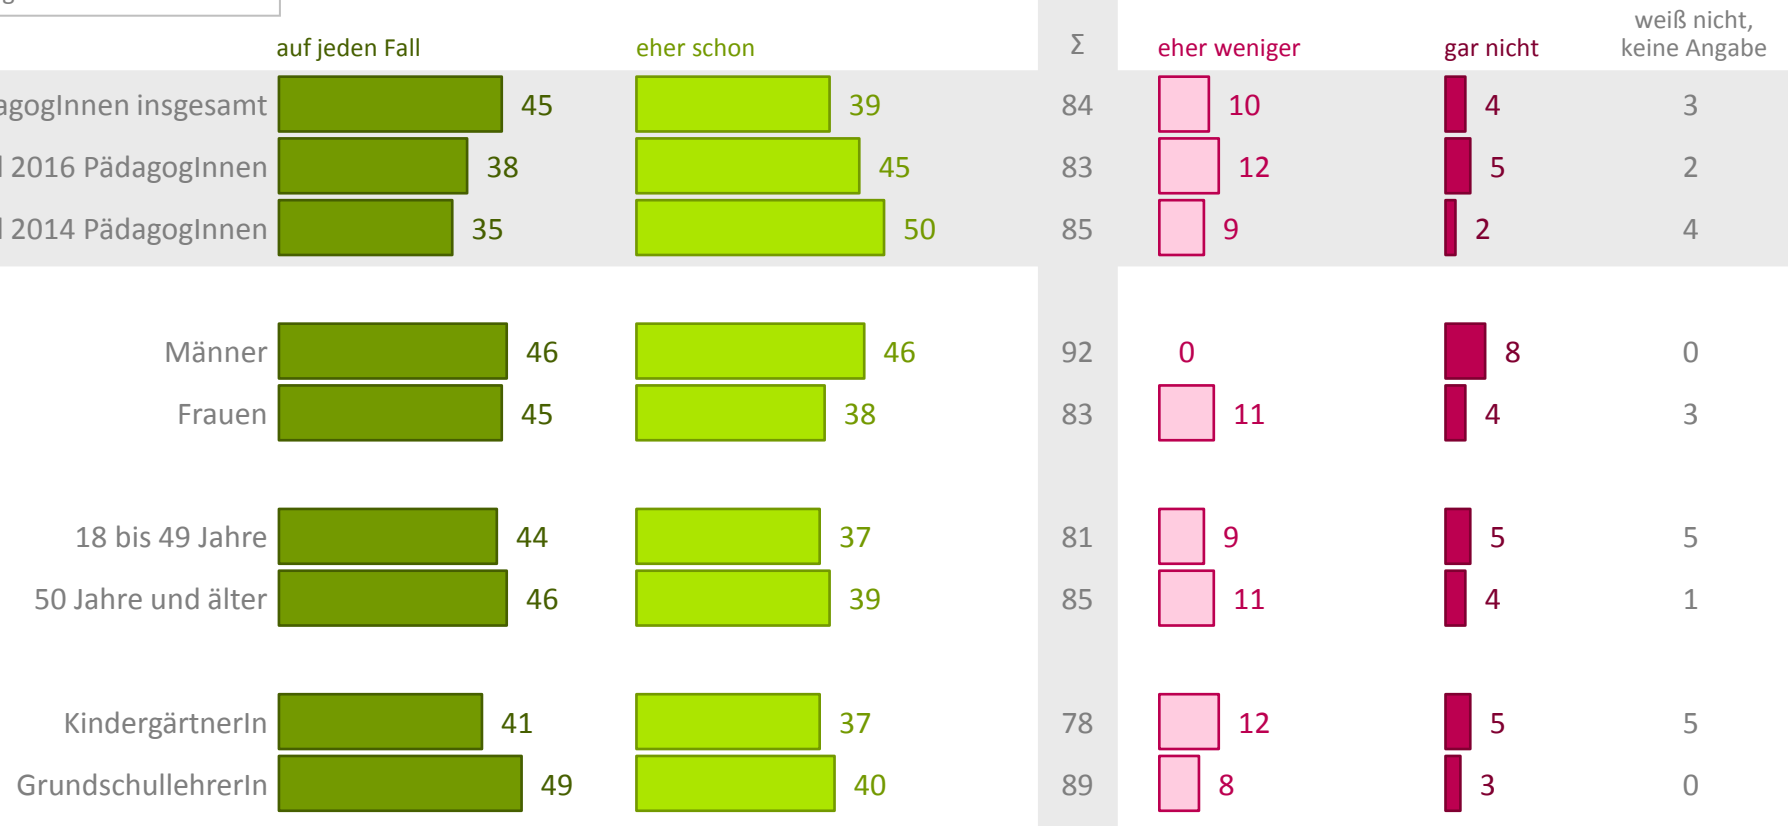 auf jeden Fall eher schon Σ eher weniger gar nicht weiß nicht,
keine Angabe
insgesamt 45 39 84 10 4 3
2016 PädagogInnen 38 45 83 12 5 2
2014 PädagogInnen 35 50 85 9 2 4
Männer 46 46 92 0 8 0
Frauen 45 38 83 11 4 3
18 bis 49 Jahre 44 37 81 9 5 5
50 Jahre und älter 46 39 85 11 4 1
KindergärtnerIn 41 37 78 12 5 5
GrundschullehrerIn 49 40 89 8 3 0